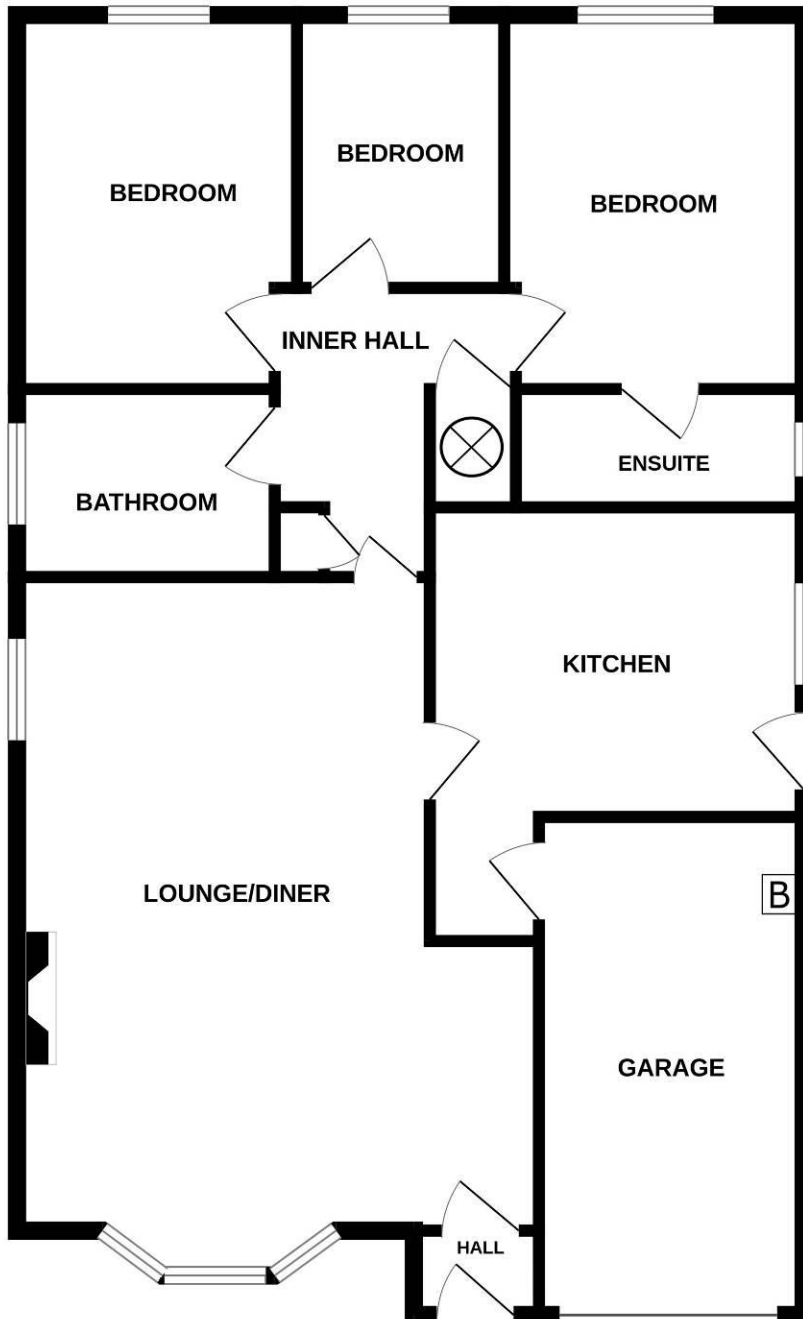 BEDROOM
BEDROOM
BEDROOM
INNER HALL
ENSUITE
BATHROOM
KITCHEN
LOUNGE/DINER
B
GARAGE
HALL